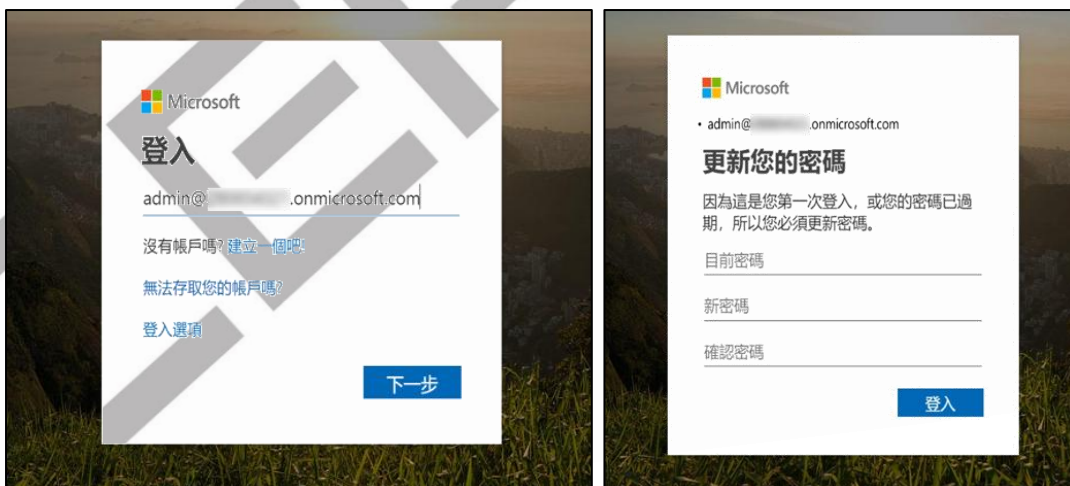 Microsoft
登入
admin@ .onmicrosoft.com
沒有帳戶嗎? 建立一個吧!
無法存取您的帳戶嗎?
登入選項
下一步
Microsoft
• admin@ .onmicrosoft.com
更新您的密碼
因為這是您第一次登入，或您的密碼已過
期，所以您必須更新密碼。
目前密碼
新密碼
確認密碼
登入